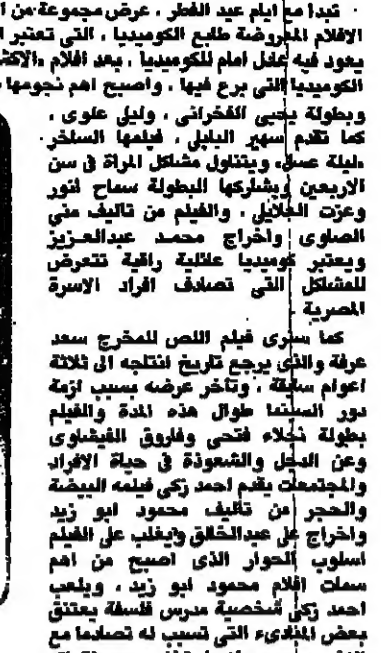 تبدأ مع ايام عيد الفطر ، عرض مجموعة من ا
الافلام المعروضة طابع الكوميديا ، التى تعتبر ا
يعود فيه عادل امام للكوميديا ، بعد افلام «الاكش
الكوميديا التى برع فيها ، واصبح اهم نجومها
وبطولة يحيى الفخرانى ، وليلى علوى ،
كما تقدم سهير البابلى ، فيلمها الساخر
«ليلة عسل» ويتناول مشاكل المراة فى سن
الاربعين ويشاركها البطولة سماح انور
وعزت العلايلى ، والفيلم من تاليف منى
الصاوى واخراج محمد عبدالعزيز
ويعتبر كوميديا عائلية راقية تتعرض
للمشاكل التى تصادف افراد الاسرة
المصرية
كما سنرى فيلم اللص للمخرج سعد
عرفة والذى يرجع تاريخ انتاجه الى ثلاثة
اعوام سابقة ، وتاخر عرضه بسبب ازمة
دور السينما طوال هذه المدة والفيلم
بطولة نجلاء فتحى وفاروق الفيشاوى
وعن الدجل والشعوذة فى حياة الافراد
والمجتمعات يقدم احمد زكى فيلمه البيضة
والحجر من تاليف محمود ابو زيد
واخراج على عبدالخالق ويغلب على الفيلم
اسلوب الحوار الذى اصبح من اهم
سمات افلام محمود ابو زيد ، ويلعب
احمد زكى شخصية مدرس فلسفة يعتنق
بعض المبادىء التى تسبب له تصادما مع